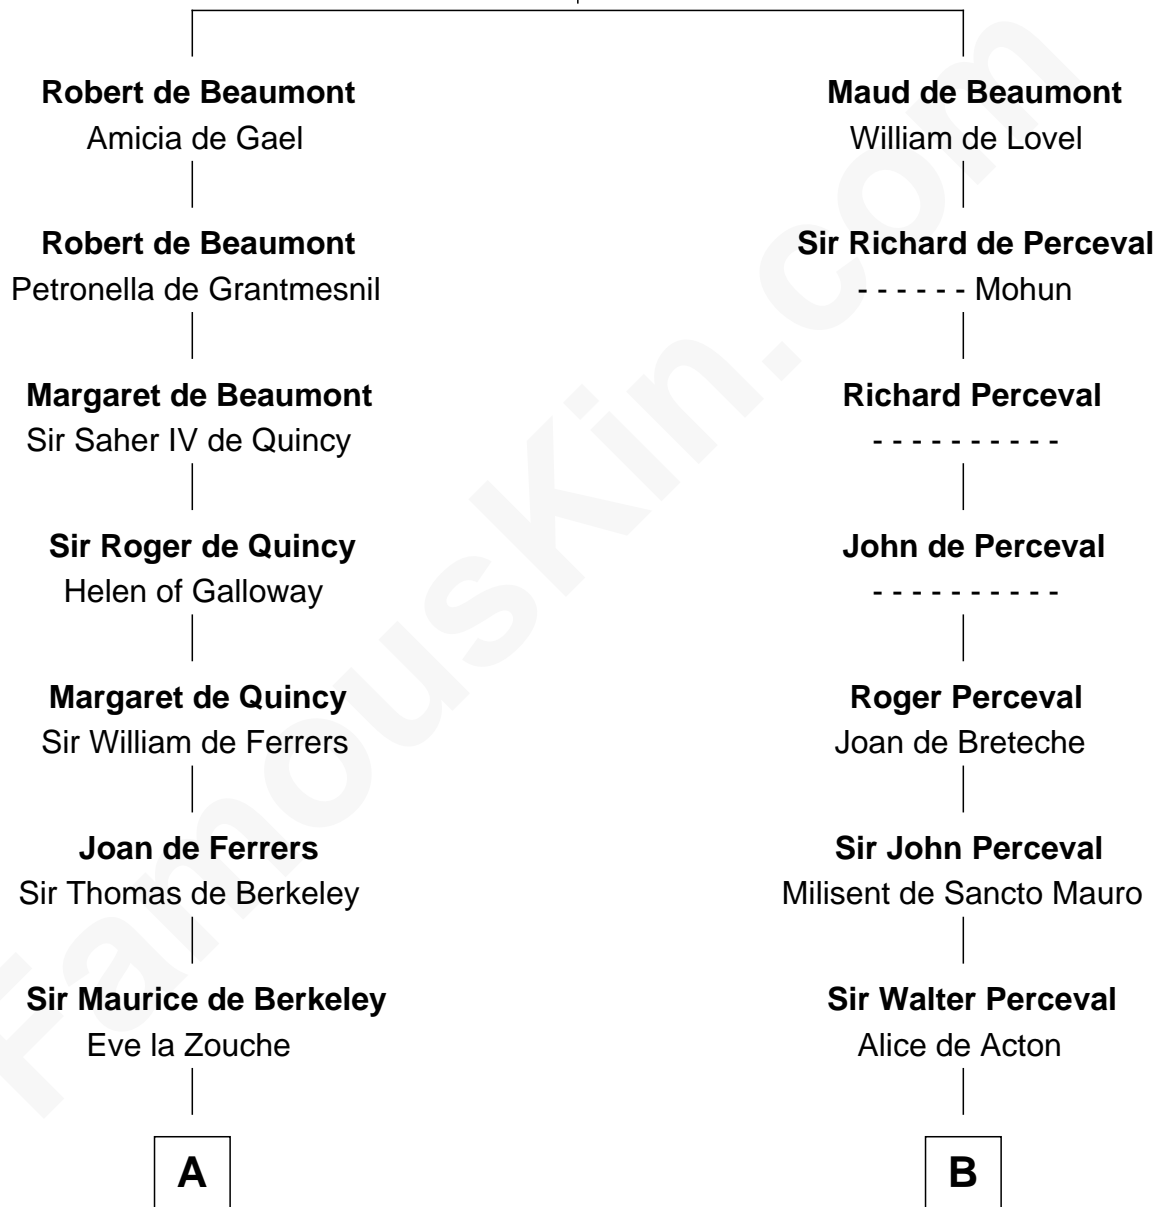 Robert de Beaumont
Amicia de Gael
Robert de Beaumont
Petronella de Grantmesnil
Margaret de Beaumont
Sir Saher IV de Quincy
Sir Roger de Quincy
Helen of Galloway
Margaret de Quincy
Sir William de Ferrers
Joan de Ferrers
Sir Thomas de Berkeley
Sir Maurice de Berkeley
Eve la Zouche
A
Maud de Beaumont
William de Lovel
Sir Richard de Perceval
- - - - - - Mohun
Richard Perceval
- - - - - - - - - -
John de Perceval
- - - - - - - - - -
Roger Perceval
Joan de Breteche
Sir John Perceval
Milisent de Sancto Mauro
Sir Walter Perceval
Alice de Acton
B
FamousKin.com